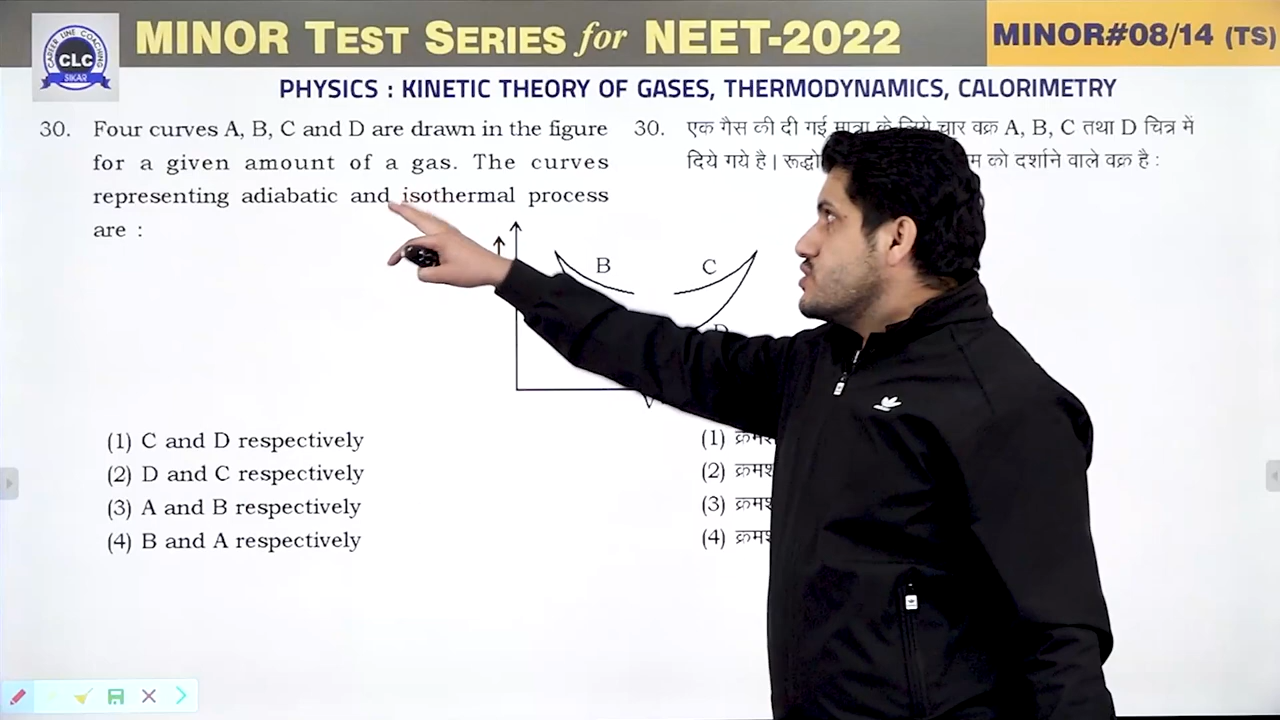 CAREER LINE COACHING
CLC
SIKAR
MINOR TEST SERIES for NEET-2022
MINOR#08/14 (TS)
PHYSICS : KINETIC THEORY OF GASES, THERMODYNAMICS, CALORIMETRY
30. Four curves A, B, C and D are drawn in the figure
for a given amount of a gas. The curves
representing adiabatic and isothermal process
are :
B
C
V
(1) C and D respectively
(2) D and C respectively
(3) A and B respectively
(4) B and A respectively
30. एक गैस की दी गई मात्रा के लिये चार वक्र A, B, C तथा D चित्र में
दिये गये है। को दर्शाने वाले वक्र है :
(1)
(2)
(3)
(4)